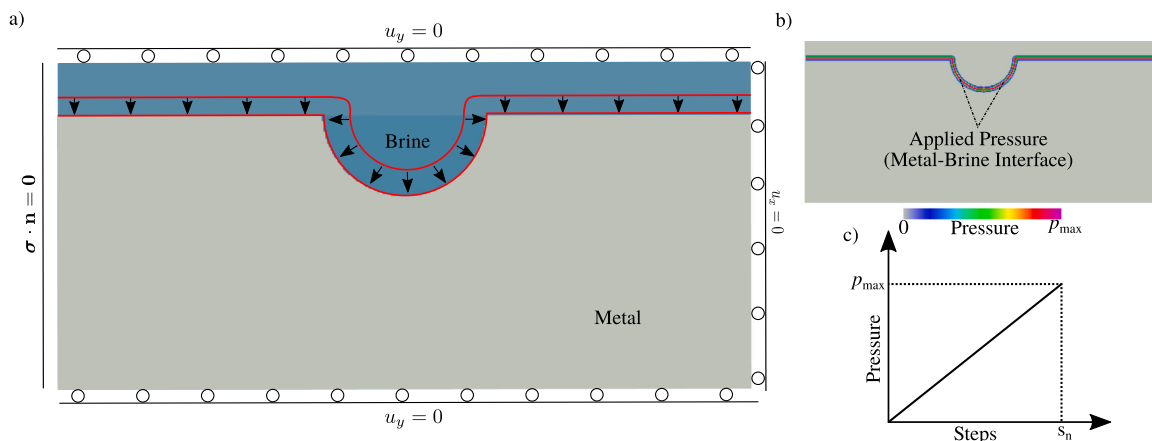 a)
u_y = 0
Brine
σ · n = 0
u_x = 0
Metal
u_y = 0
b)
Applied Pressure
(Metal-Brine Interface)
0
Pressure
p_max
c)
p_max
Pressure
Steps
s_n